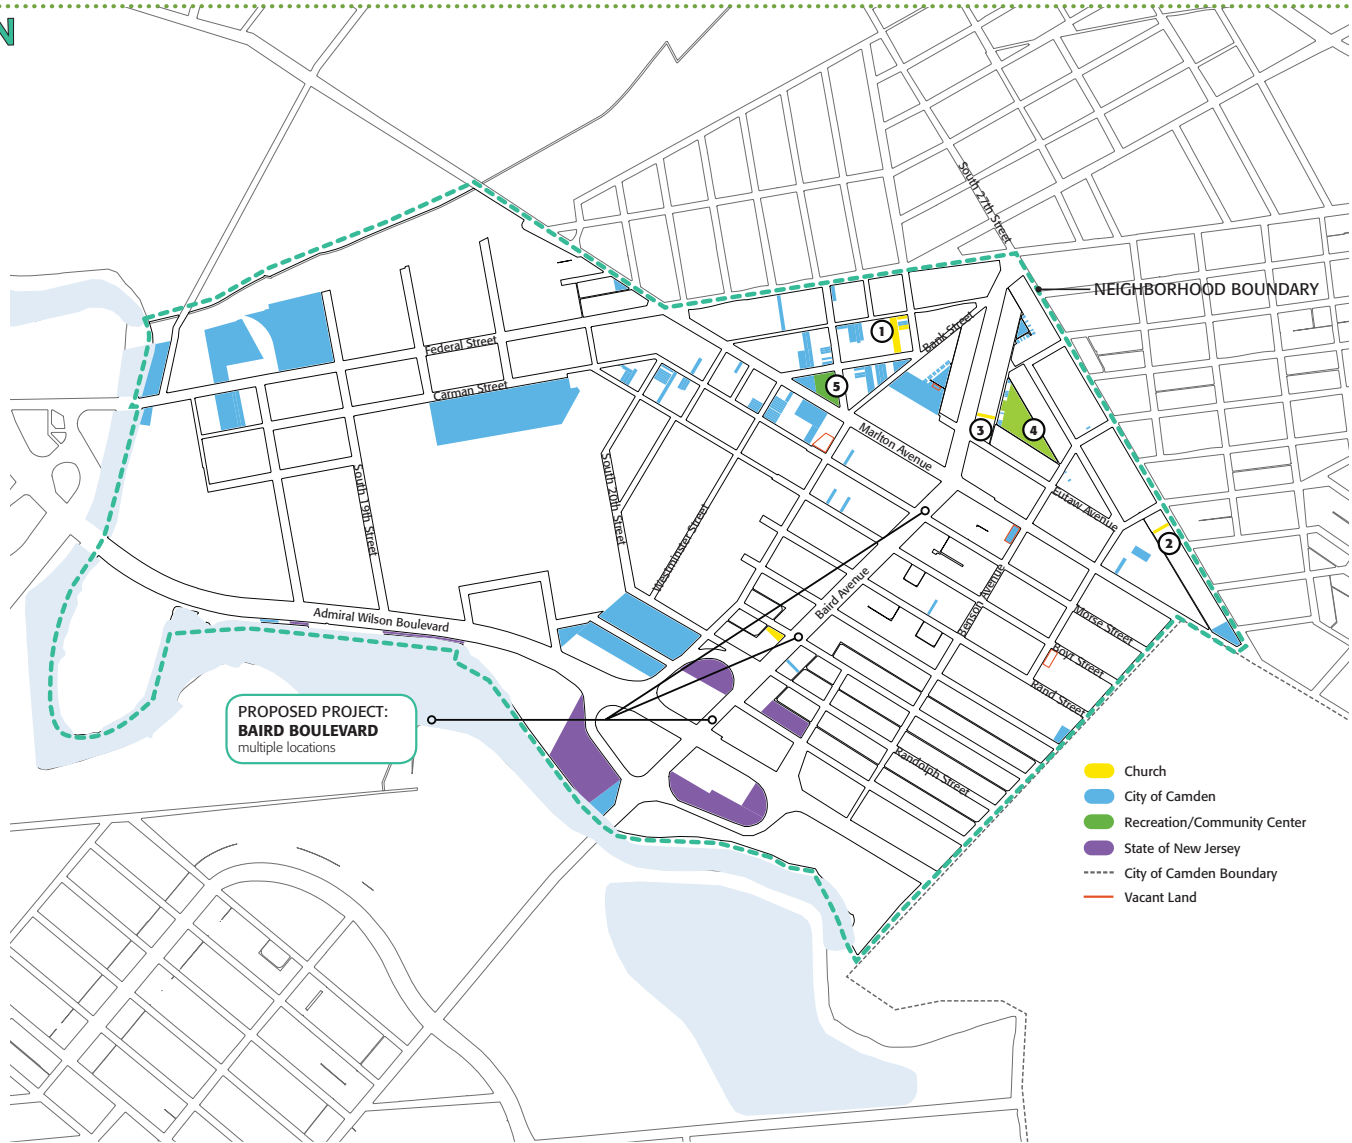 N
South 27th Street
NEIGHBORHOOD BOUNDARY
1
Bank Street
Federal Street
5
Carman Street
3
4
Marlton Avenue
South 19th Street
South 20th Street
Westminster Street
Eutaw Avenue
2
Baird Avenue
Benson Avenue
Admiral Wilson Boulevard
Morse Street
Boyt Street
Rand Street
PROPOSED PROJECT:
BAIRD BOULEVARD
multiple locations
Randolph Street
Church
City of Camden
Recreation/Community Center
State of New Jersey
City of Camden Boundary
Vacant Land